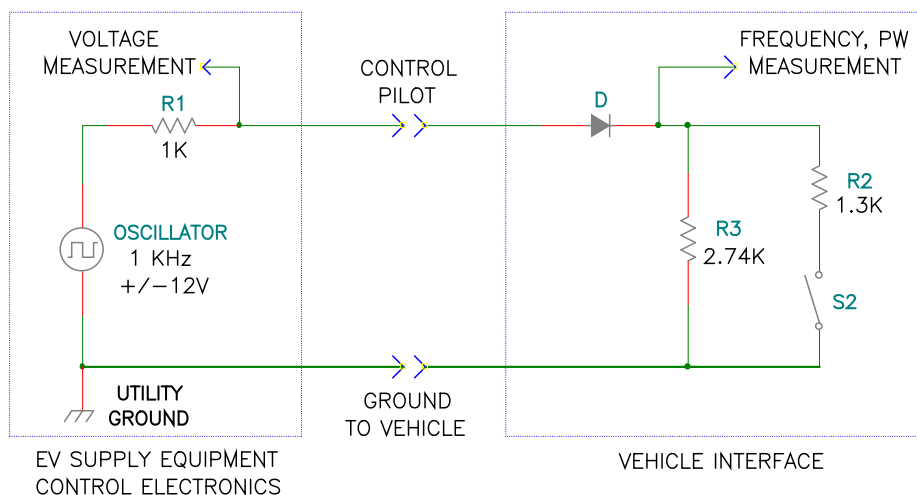 VOLTAGE
MEASUREMENT
R1
1K
OSCILLATOR
1 KHz
+/-12V
UTILITY
GROUND
EV SUPPLY EQUIPMENT
CONTROL ELECTRONICS
CONTROL
PILOT
GROUND
TO VEHICLE
FREQUENCY, PW
MEASUREMENT
D
R2
1.3K
R3
2.74K
S2
VEHICLE INTERFACE